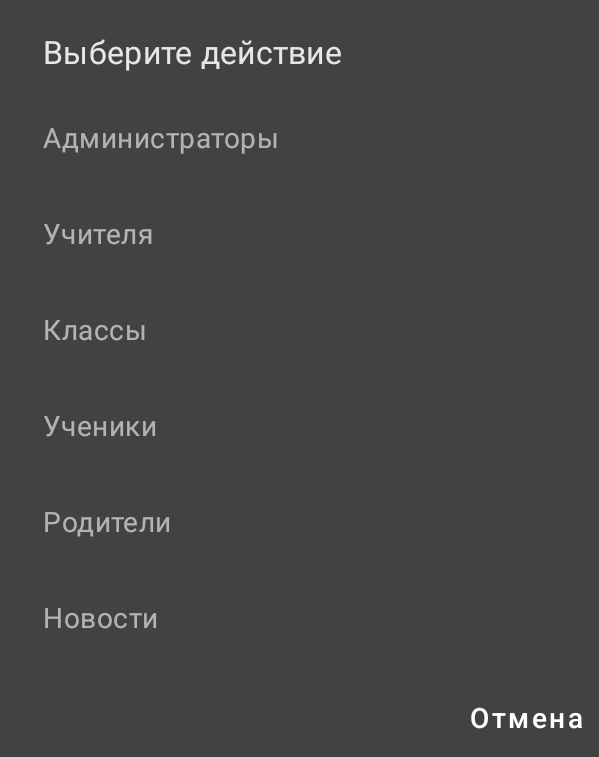 Выберите действие
Администраторы
Учителя
Классы
Ученики
Родители
Новости
Отмена